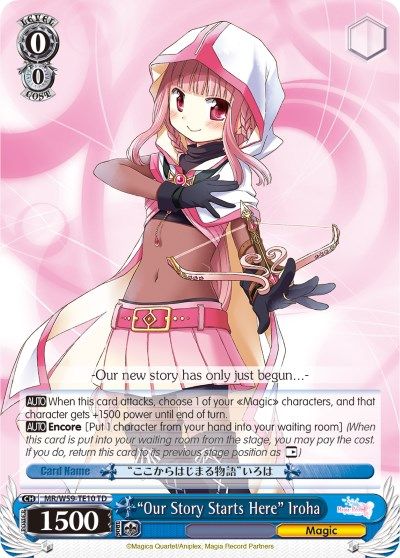 LEVEL
0
0
COST
-Our new story has only just begun...-
AUTO When this card attacks, choose 1 of your «Magic» characters, and that
character gets +1500 power until end of turn.
AUTO Encore [Put 1 character from your hand into your waiting room] (When
this card is put into your waiting room from the stage, you may pay the cost.
If you do, return this card to its previous stage position as )
Card Name
“ここからはじまる物語”いろは
CH
MR/W59-TE10 TD
POWER
1500
“Our Story Starts Here” Iroha
Magic
©Magica Quartet/Aniplex, Magia Record Partners